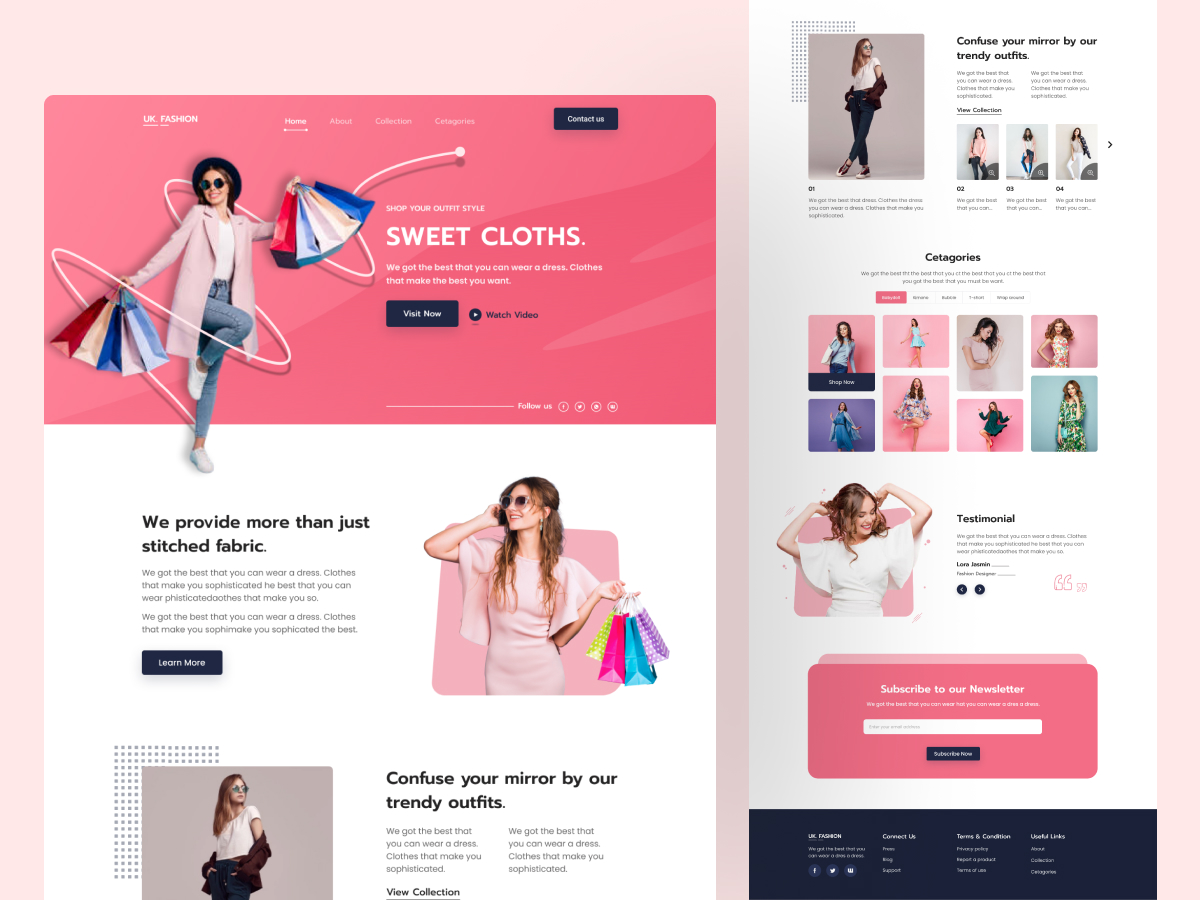 UK. FASHION
Home About Collection Cetagories
Contact us
SHOP YOUR OUTFIT STYLE
SWEET CLOTHS.
We got the best that you can wear a dress. Clothes
that make the best you want.
Visit Now
Watch Video
Follow us
We provide more than just
stitched fabric.
We got the best that you can wear a dress. Clothes
that make you sophisticated he best that you can
wear phisticatedaothes that make you so.
We got the best that you can wear a dress. Clothes
that make you sophimake you sophicated the best.
Learn More
Confuse your mirror by our
trendy outfits.
We got the best that
you can wear a dress.
Clothes that make you
sophisticated.
We got the best that
you can wear a dress.
Clothes that make you
sophisticated.
View Collection
Confuse your mirror by our
trendy outfits.
We got the best that
you can wear a dress.
Clothes that make you
sophisticated.
We got the best that
you can wear a dress.
Clothes that make you
sophisticated.
View Collection
01
We got the best that dress. Clothes the dress
you can wear a dress. Clothes that make you
sophisticated.
02
We got the best
that you can...
03
We got the best
that you can...
04
We got the best
that you can...
Cetagories
We got the best tht the best that you ct the best that you ct the best that
you got the best that you must be want.
Babydoll Kimono Bubble T-shirt Wrap around
Shop Now
Testimonial
We got the best that you can wear a dress. Clothes
that make you sophisticated he best that you can
wear phisticatedaothes that make you so.
Lora Jasmin
Fashion Designer
Subscribe to our Newsletter
We got the best that you can wear hat you can wear a dres a dress.
Enter your email address
Subscribe Now
UK. FASHION
We got the best that you
can wear a dres a dress.
Connect Us
Press
Blog
Support
Terms & Condition
Privacy policy
Report a product
Terms of use
Useful Links
About
Collection
Cetagories